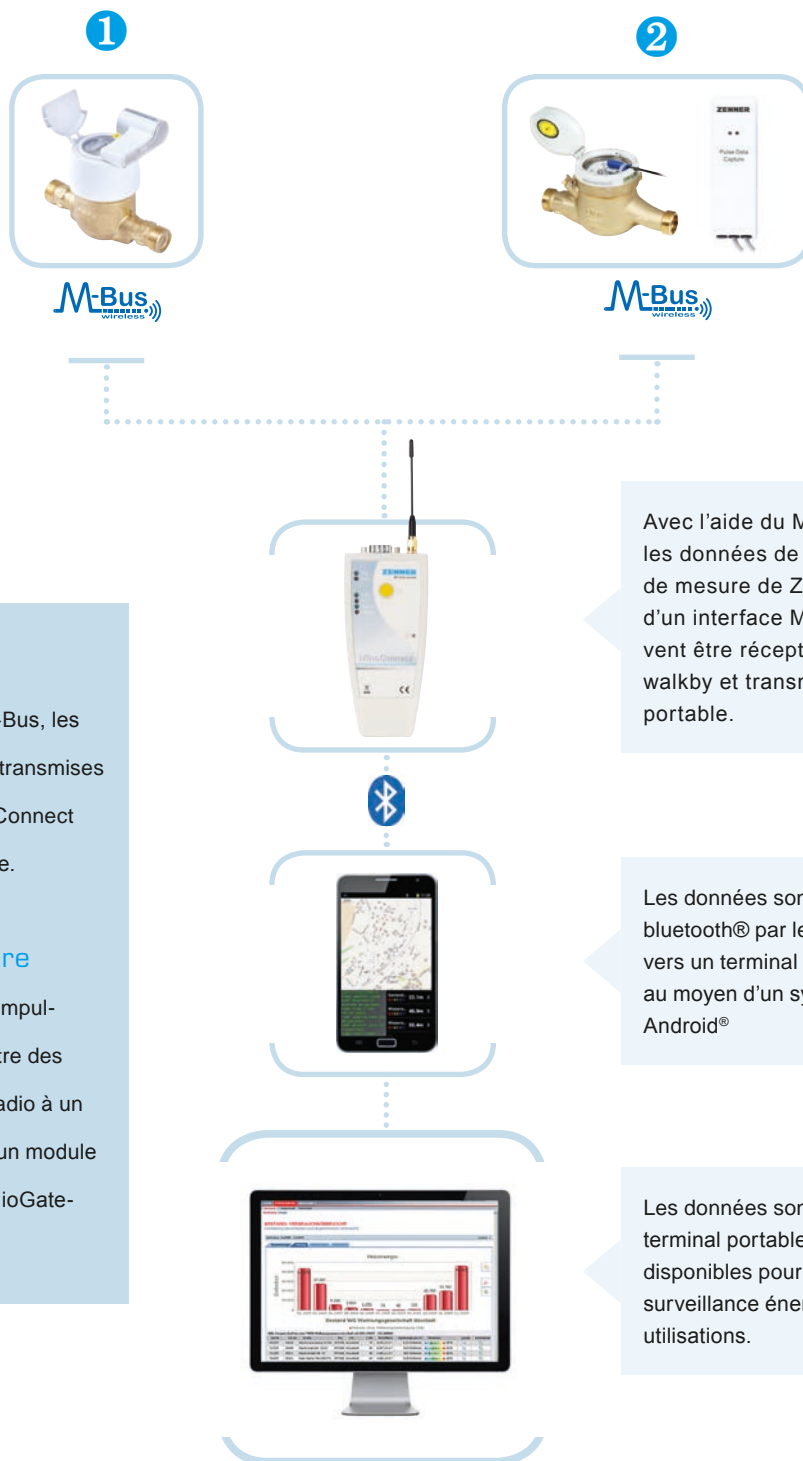 1
2
ZENNER
Pulse Data
Capture
M-Bus
wireless
M-Bus
wireless
ZENNER
Avec l'aide du M
les données de
de mesure de Z
d'un interface M
vent être récept
walkby et transm
portable.
-Bus, les
transmises
Connect
e.
re
mpul-
tre des
adio à un
un module
ioGate-
Les données son
bluetooth® par le
vers un terminal
au moyen d'un sy
Android®
Les données son
terminal portable
disponibles pour
surveillance éner
utilisations.